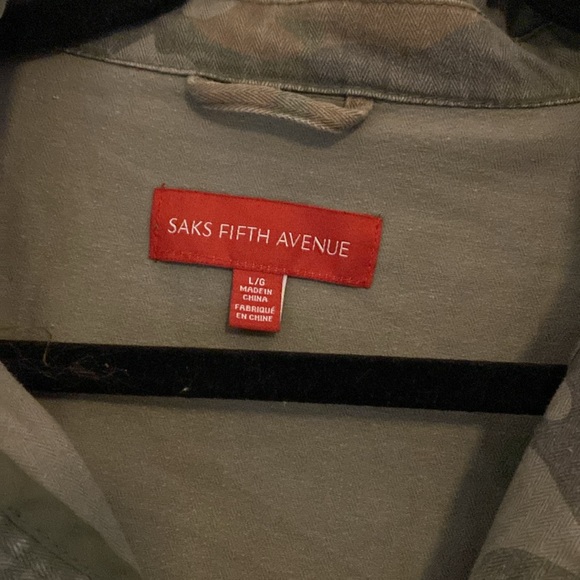 SAKS FIFTH AVENUE
L/G
MADE IN
CHINA
FABRIQUÉ
EN CHINE